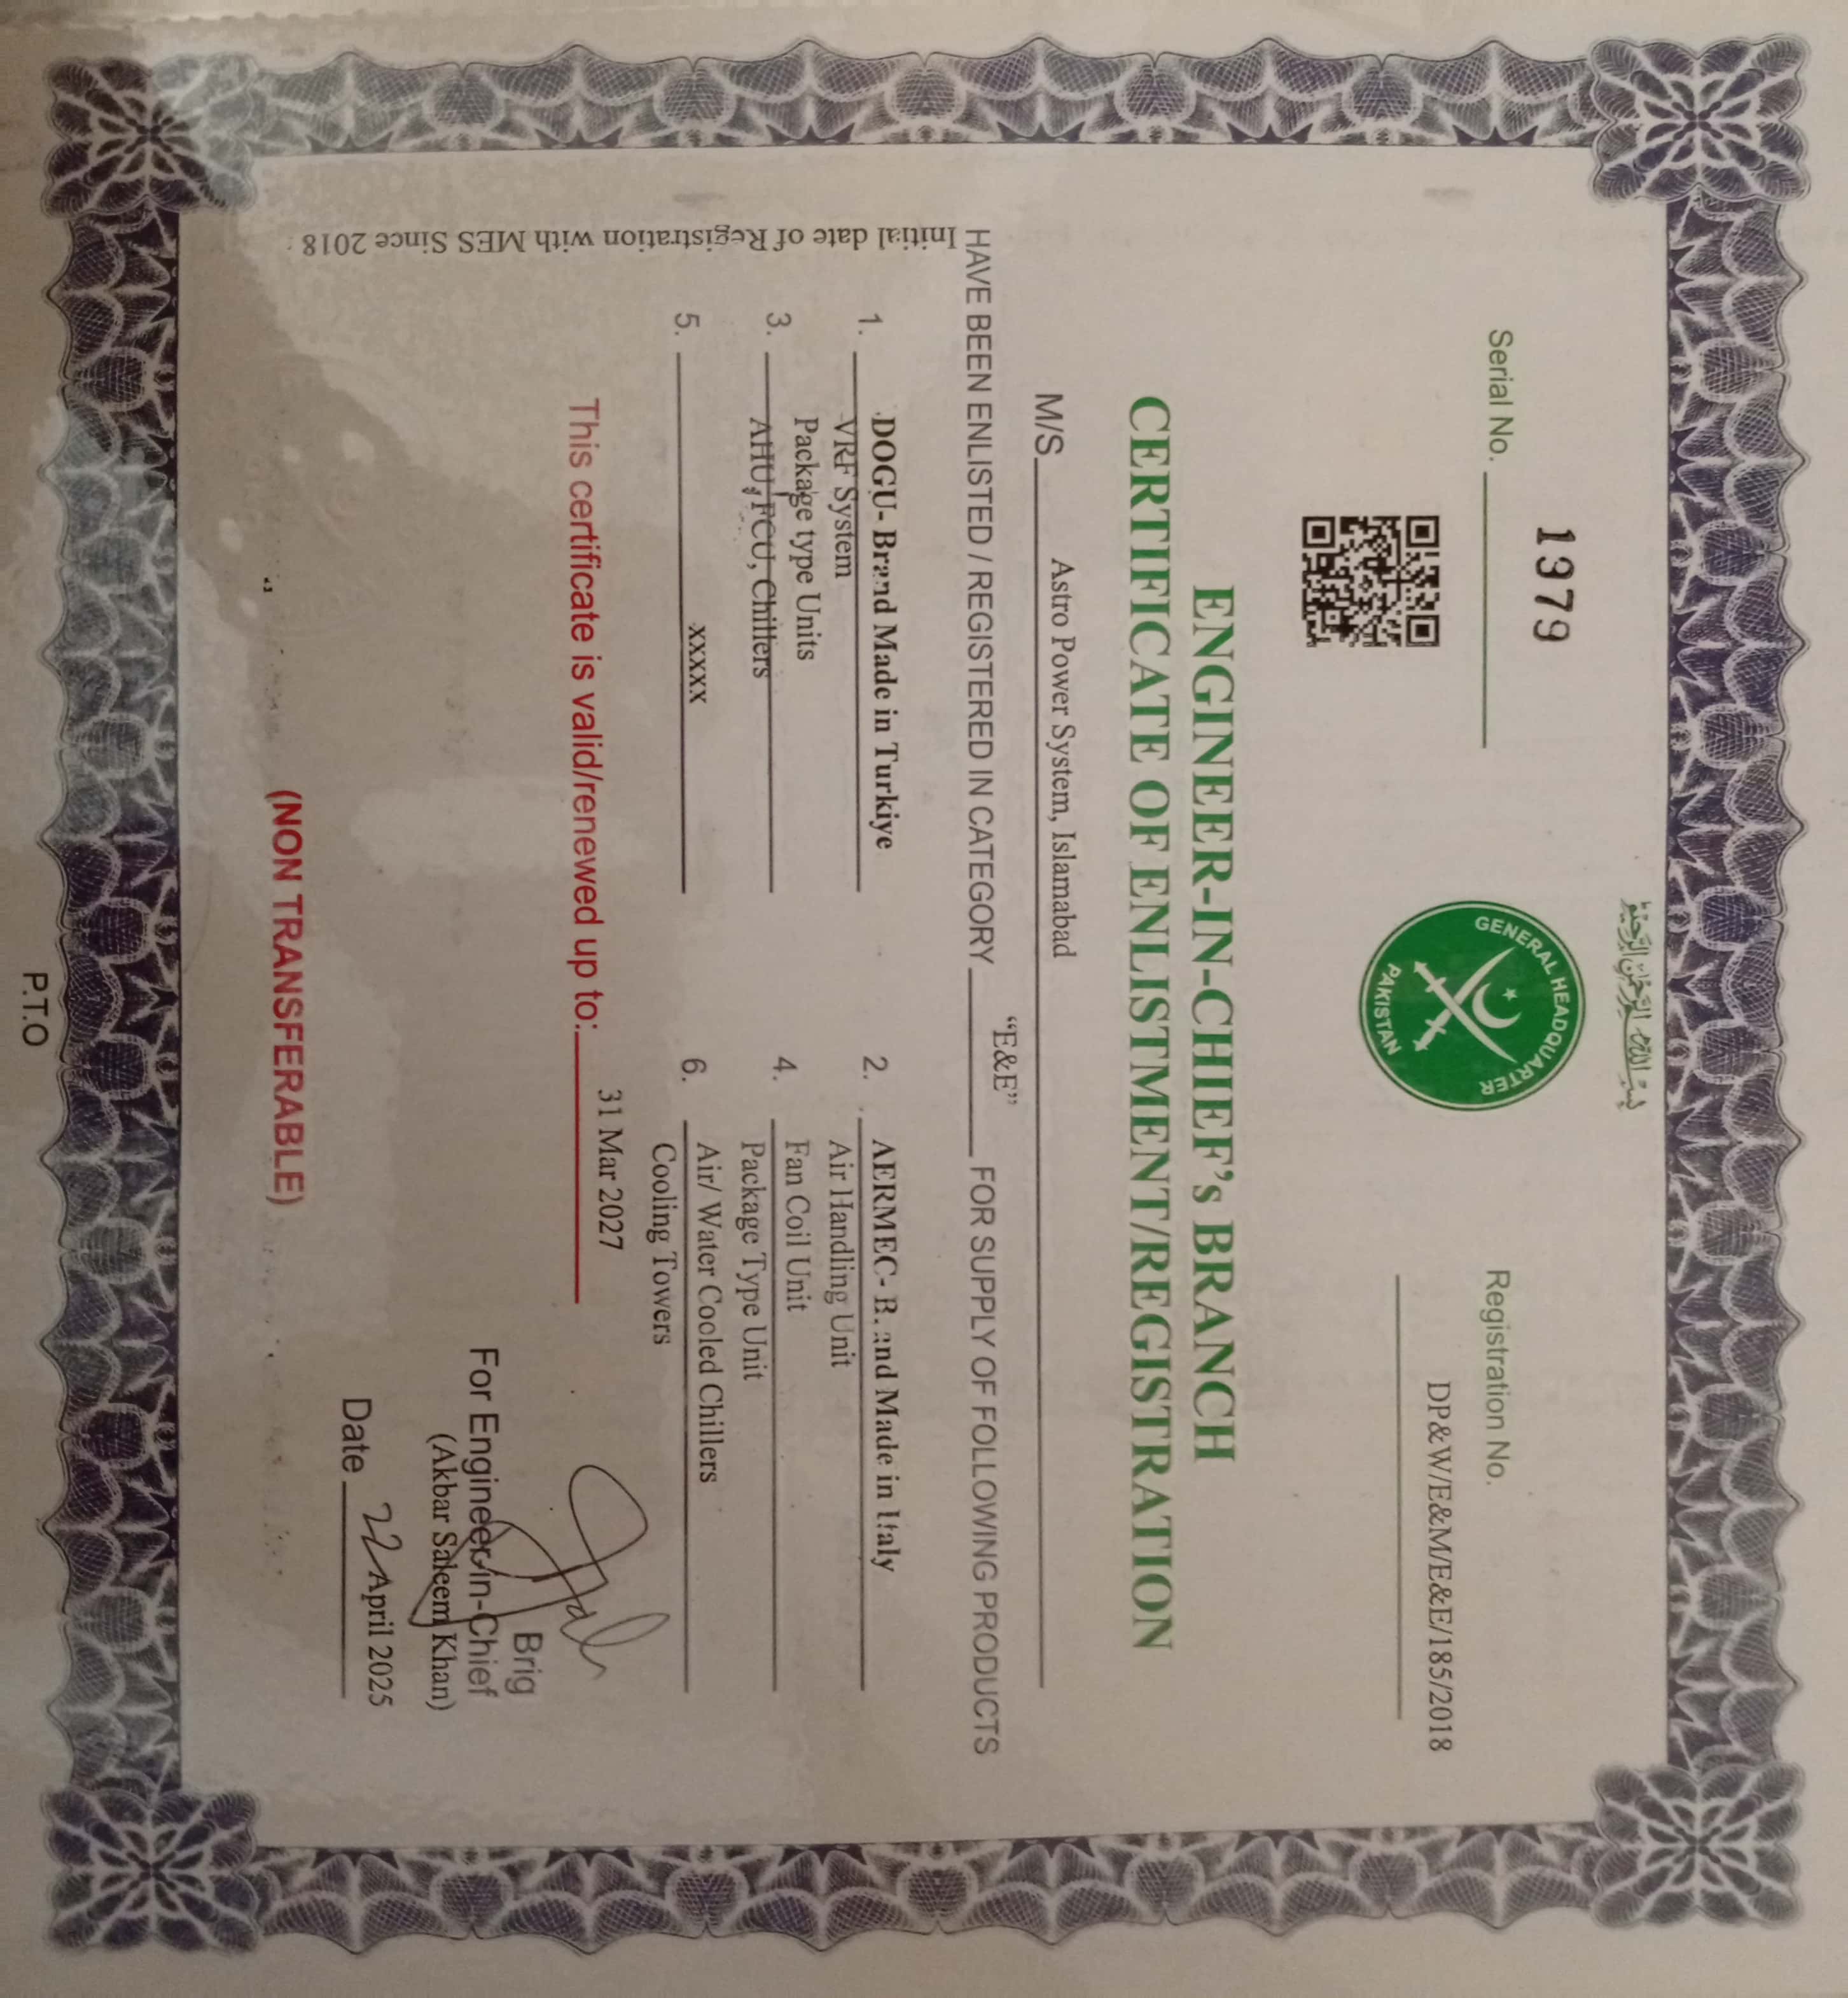 بسم اللہ الرحمن الرحیم
1979
Serial No.
Registration No.
DP&W/E&M/E&E/185/2018
GENERAL HEADQUARTER
PAKISTAN
ENGINEER-IN-CHIEF's BRANCH
CERTIFICATE OF ENLISTMENT/REGISTRATION
M/S Astro Power System, Islamabad
HAVE BEEN ENLISTED / REGISTERED IN CATEGORY “E&E” FOR SUPPLY OF FOLLOWING PRODUCTS
1. DOGU- Brand Made in Turkiye
VRF System
Package type Units
3. AHU, FCU, Chillers
5. xxxxx
2. AERMEC- Brand Made in Italy
Air Handling Unit
4. Fan Coil Unit
Package Type Unit
6. Air/ Water Cooled Chillers
Cooling Towers
This certificate is valid/renewed up to: 31 Mar 2027
Brig
For Engineer-in-Chief
(Akbar Saleem Khan)
Date 22 April 2025
(NON TRANSFERABLE)
Initial date of Registration with MES Since 2018
P.T.O